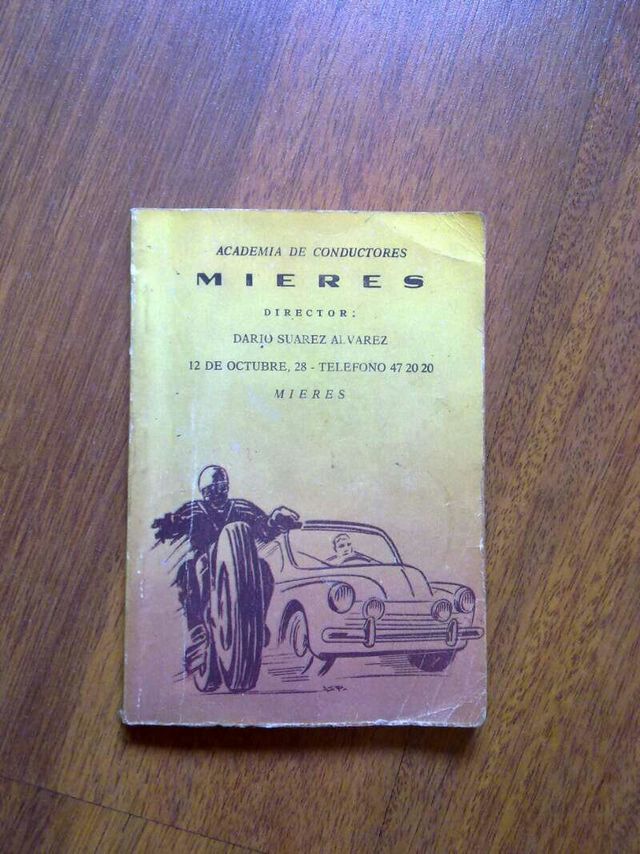 ACADEMIA DE CONDUCTORES
MIERES
DIRECTOR:
DARIO SUAREZ ALVAREZ
12 DE OCTUBRE, 28 - TELEFONO 47 20 20
MIERES